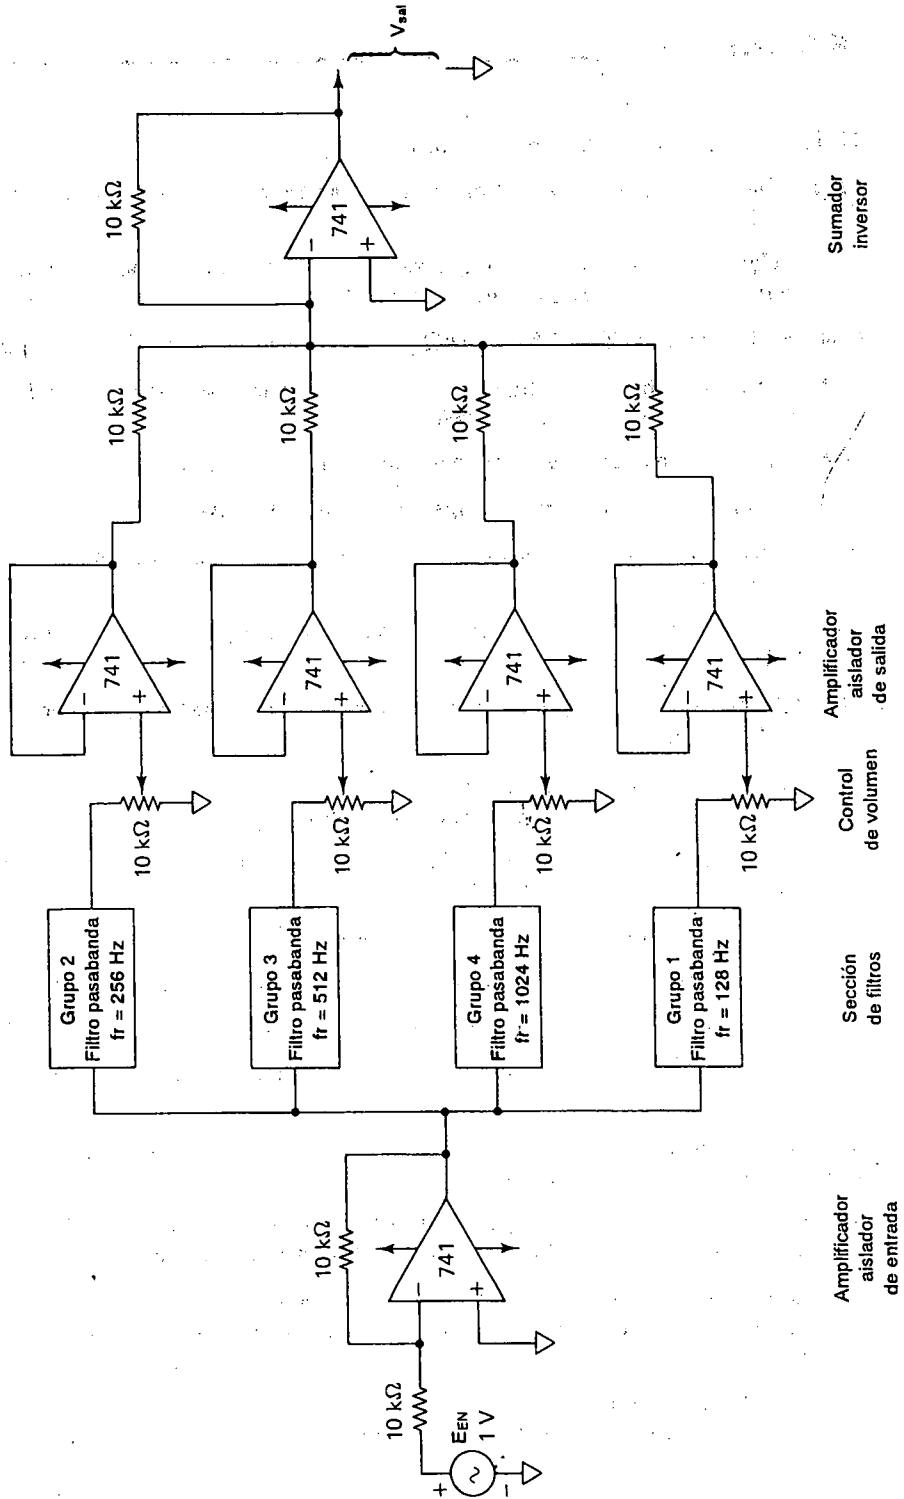 10 kΩ
+
E_EN
1 V
−
10 kΩ
−
741
+
Amplificador
aislador
de entrada
Grupo 2
Filtro pasabanda
fr = 256 Hz
Grupo 3
Filtro pasabanda
fr = 512 Hz
Grupo 4
Filtro pasabanda
fr = 1024 Hz
Grupo 1
Filtro pasabanda
fr = 128 Hz
Sección
de filtros
10 kΩ
10 kΩ
10 kΩ
10 kΩ
Control
de volumen
−
741
+
−
741
+
−
741
+
−
741
+
Amplificador
aislador
de salida
10 kΩ
10 kΩ
10 kΩ
10 kΩ
10 kΩ
−
741
+
Sumador
inversor
V_sal